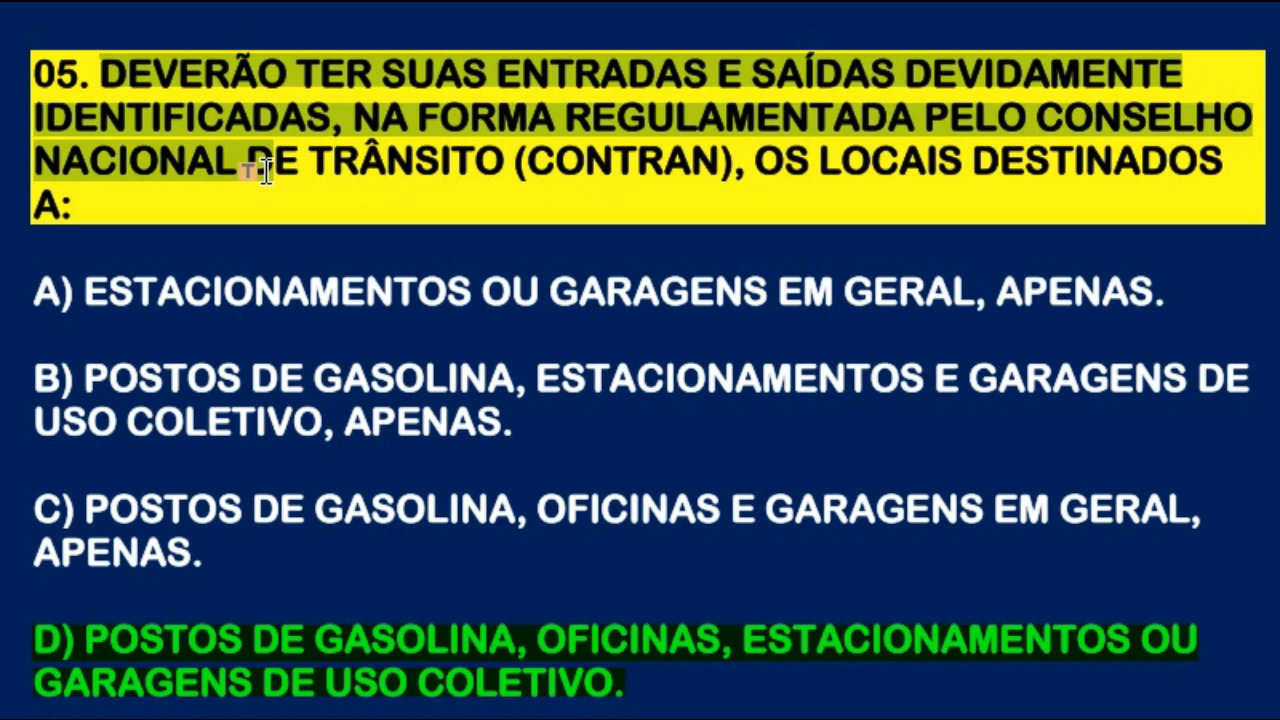 05. DEVERÃO TER SUAS ENTRADAS E SAÍDAS DEVIDAMENTE
IDENTIFICADAS, NA FORMA REGULAMENTADA PELO CONSELHO
NACIONAL DE TRÂNSITO (CONTRAN), OS LOCAIS DESTINADOS
A:
A) ESTACIONAMENTOS OU GARAGENS EM GERAL, APENAS.
B) POSTOS DE GASOLINA, ESTACIONAMENTOS E GARAGENS DE
USO COLETIVO, APENAS.
C) POSTOS DE GASOLINA, OFICINAS E GARAGENS EM GERAL,
APENAS.
D) POSTOS DE GASOLINA, OFICINAS, ESTACIONAMENTOS OU
GARAGENS DE USO COLETIVO.